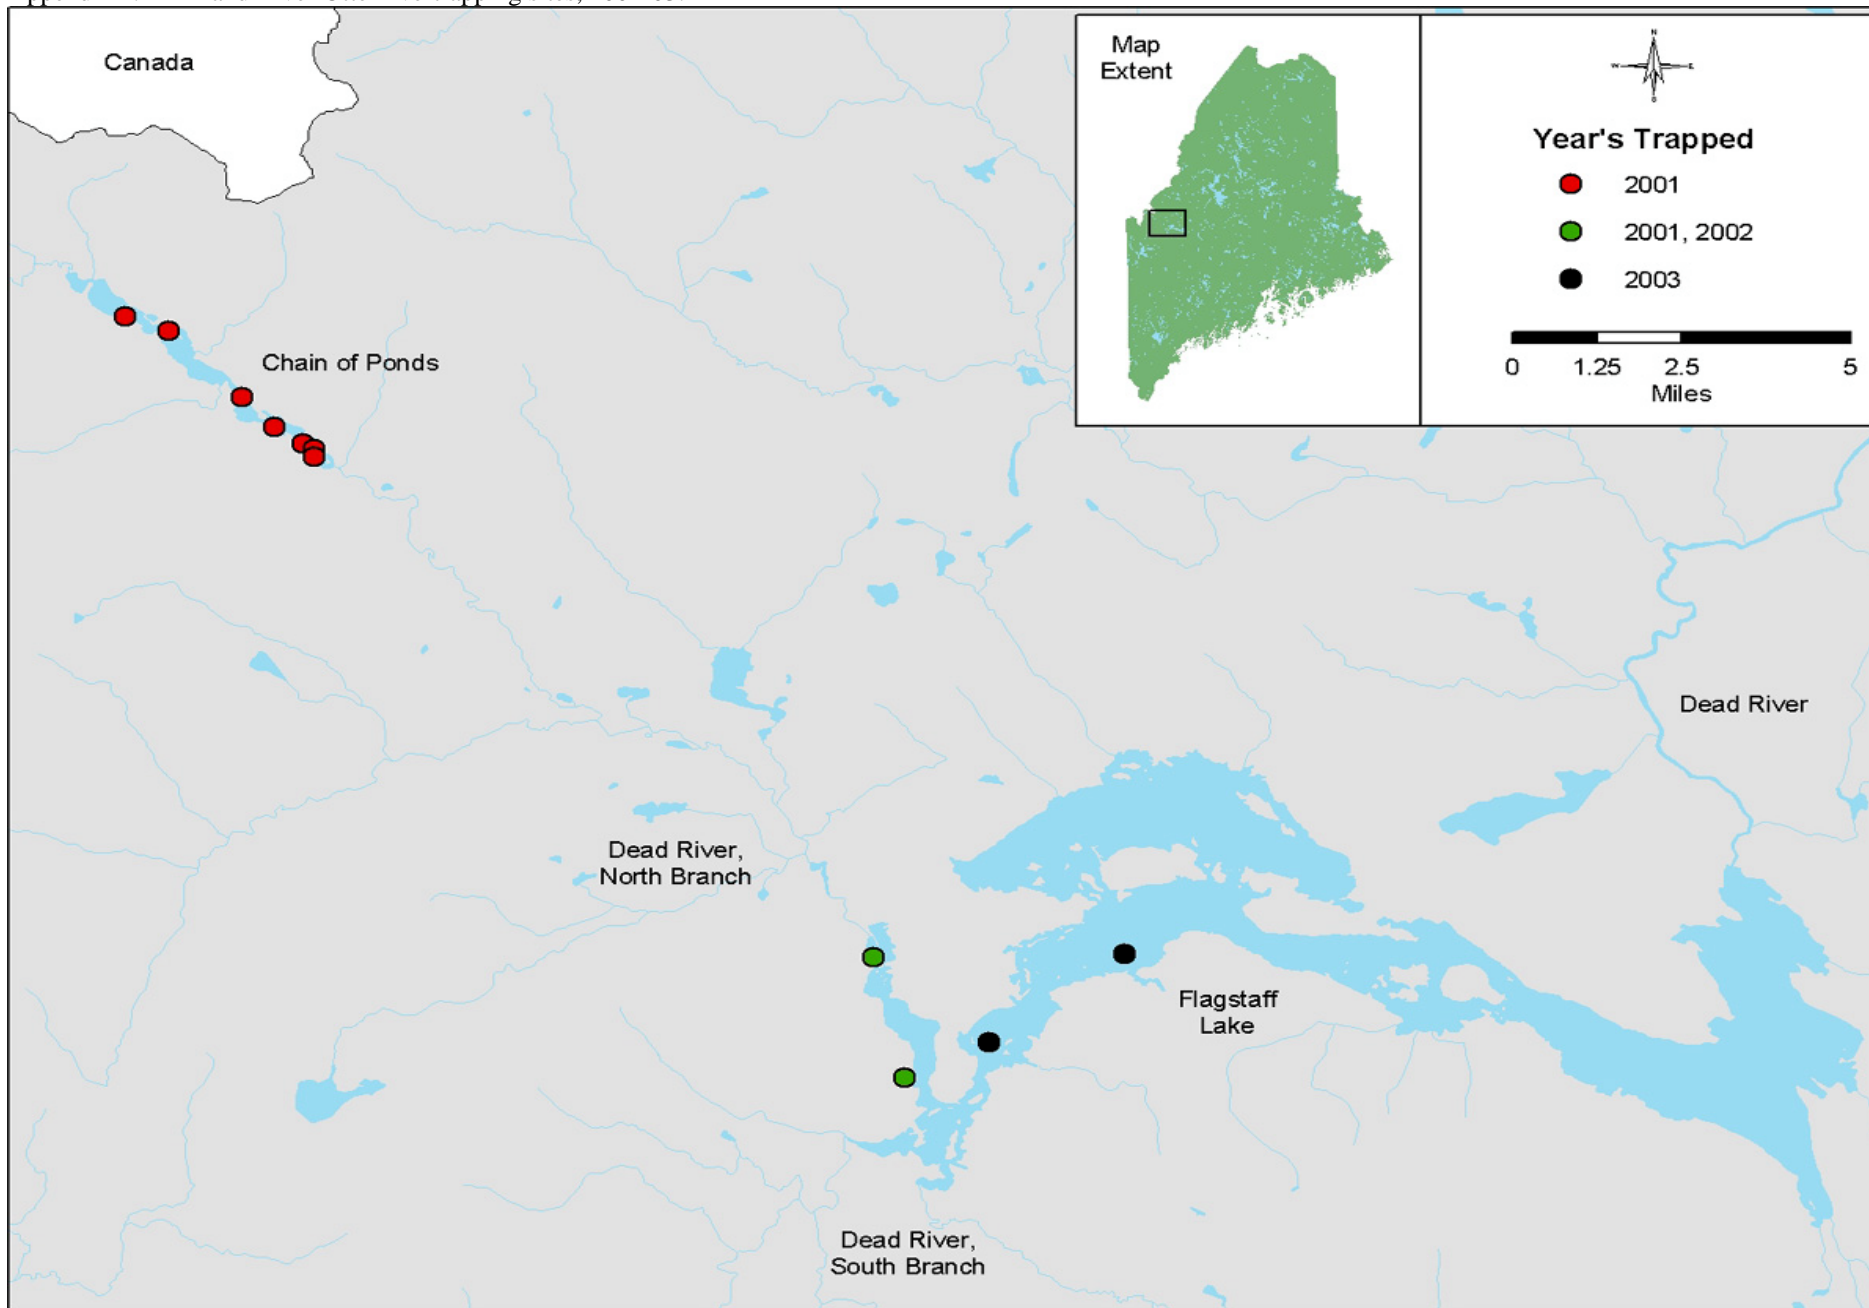 Canada
Map
Extent
N
W
E
Year's Trapped
2001
2001, 2002
2003
0 1.25 2.5 5
Miles
Chain of Ponds
Dead River
Dead River,
North Branch
Flagstaff
Lake
Dead River,
South Branch